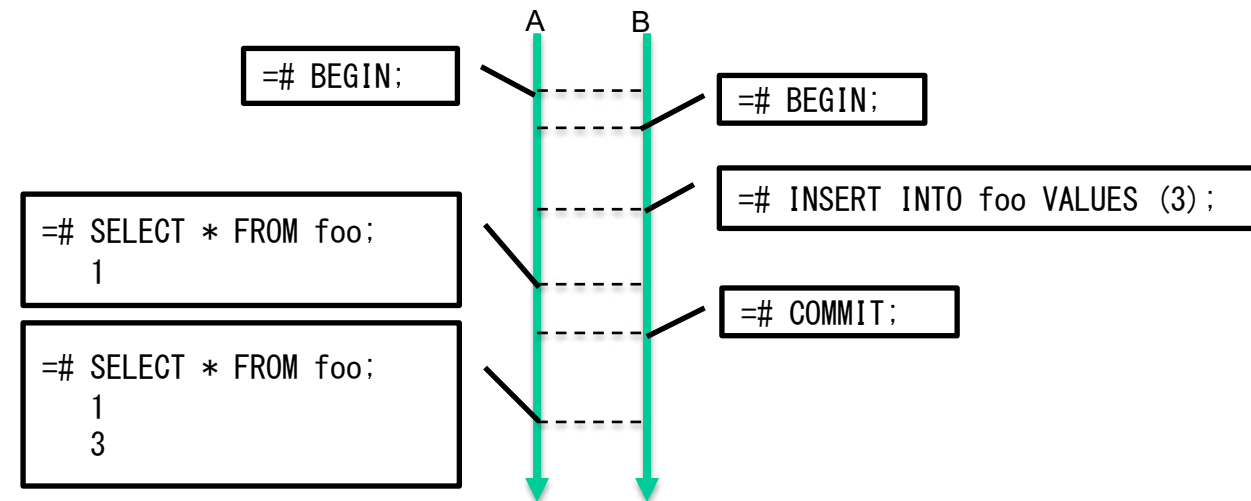 A B
=# BEGIN;
=# BEGIN;
=# INSERT INTO foo VALUES (3);
=# SELECT * FROM foo;
1
=# COMMIT;
=# SELECT * FROM foo;
1
3